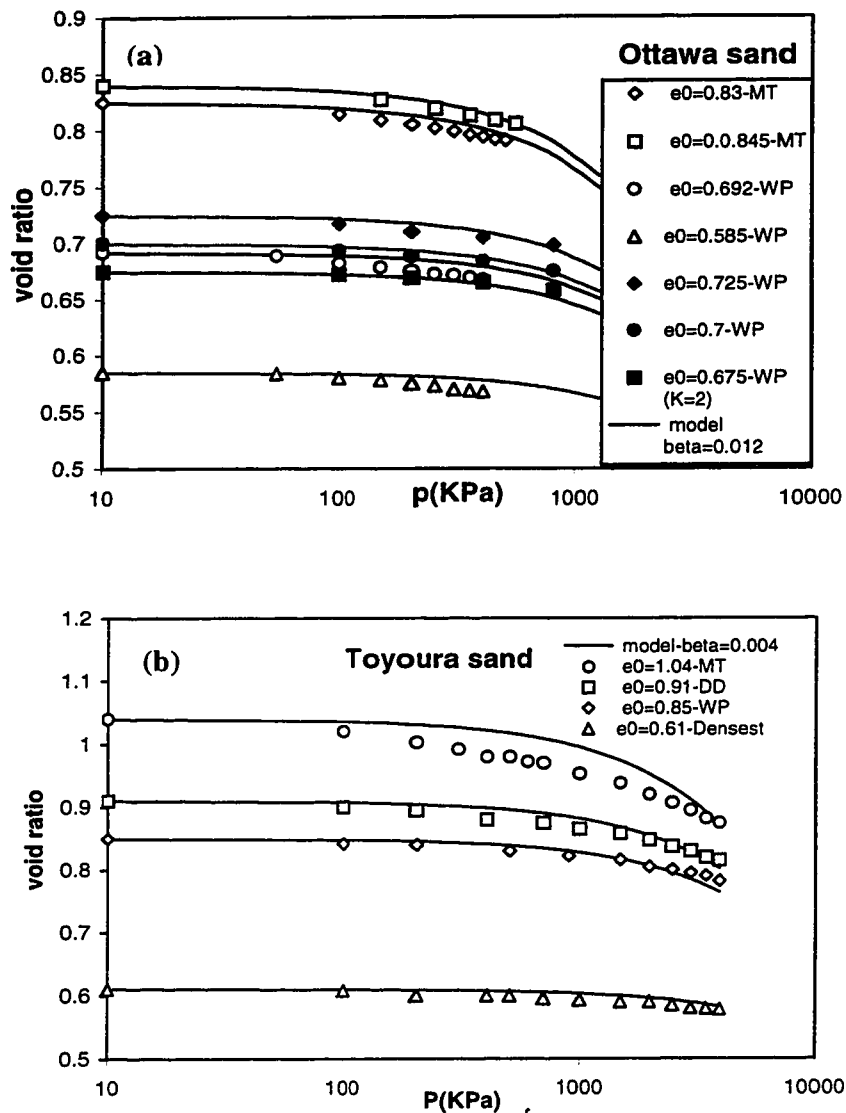 0.9
(a)
Ottawa sand
0.85
0.8
0.75
0.7
0.65
0.6
0.55
0.5
void ratio
10
100
1000
10000
p(KPa)
e0=0.83-MT
e0=0.0.845-MT
e0=0.692-WP
e0=0.585-WP
e0=0.725-WP
e0=0.7-WP
e0=0.675-WP
(K=2)
model
beta=0.012
1.2
(b)
Toyoura sand
model-beta=0.004
e0=1.04-MT
e0=0.91-DD
e0=0.85-WP
e0=0.61-Densest
1.1
1
0.9
0.8
0.7
0.6
0.5
void ratio
10
100
1000
10000
P(KPa)